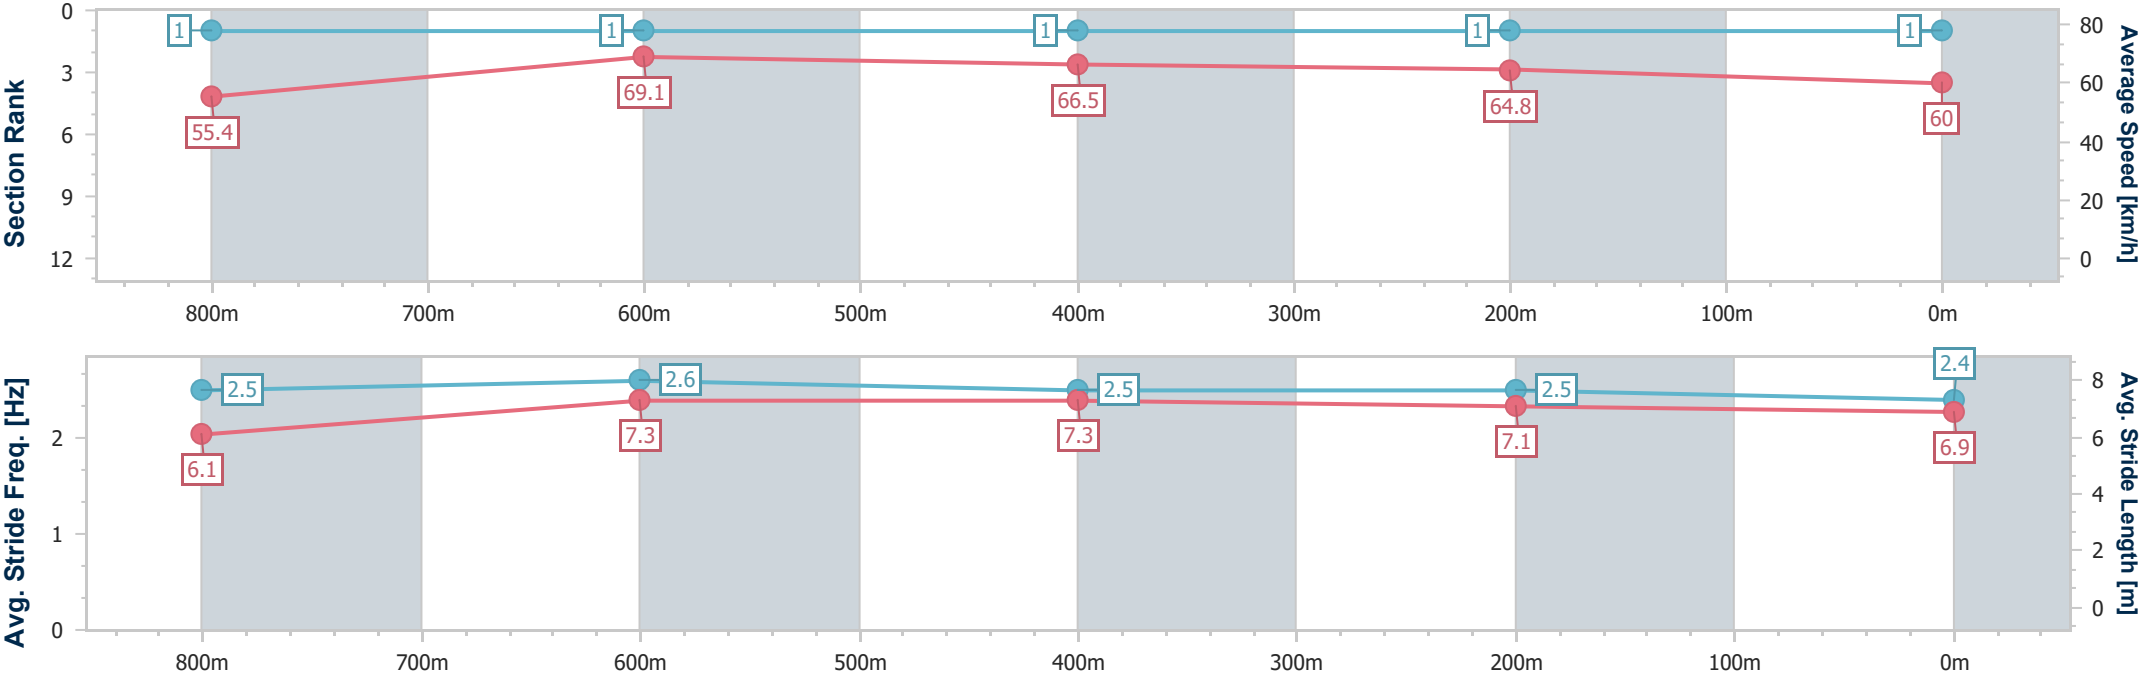 Section Rank
0
3
6
9
12
1
1
1
1
1
55.4
69.1
66.5
64.8
60
80
60
40
20
0
Average Speed [km/h]
800m
700m
600m
500m
400m
300m
200m
100m
0m
Avg. Stride Freq. [Hz]
2
1
0
2.5
2.6
2.5
2.5
2.4
6.1
7.3
7.3
7.1
6.9
8
6
4
2
0
Avg. Stride Length [m]
800m
700m
600m
500m
400m
300m
200m
100m
0m